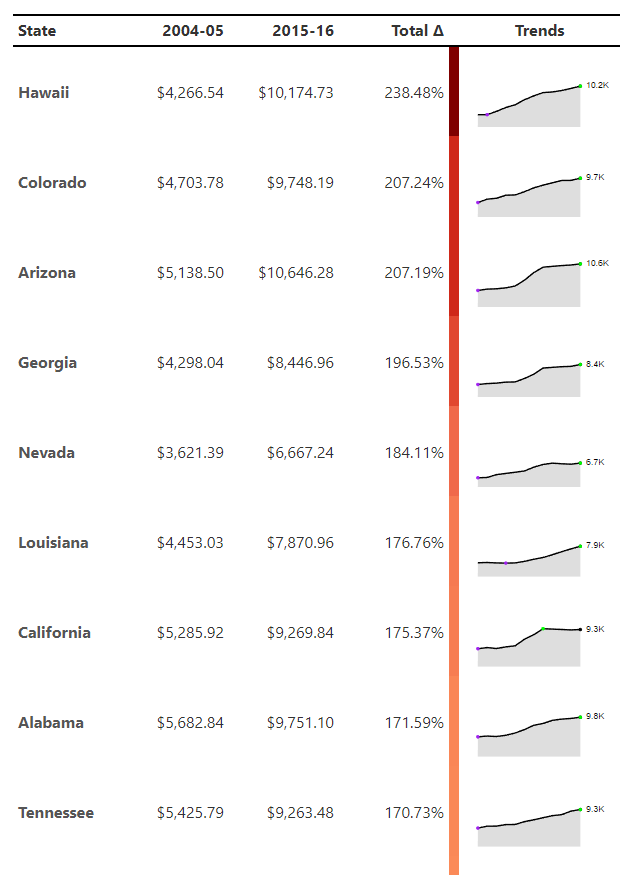 State 2004-05 2015-16 Total Δ Trends
Hawaii $4,266.54 $10,174.73 238.48% 10.2K
Colorado $4,703.78 $9,748.19 207.24% 9.7K
Arizona $5,138.50 $10,646.28 207.19% 10.6K
Georgia $4,298.04 $8,446.96 196.53% 8.4K
Nevada $3,621.39 $6,667.24 184.11% 6.7K
Louisiana $4,453.03 $7,870.96 176.76% 7.9K
California $5,285.92 $9,269.84 175.37% 9.3K
Alabama $5,682.84 $9,751.10 171.59% 9.8K
Tennessee $5,425.79 $9,263.48 170.73% 9.3K